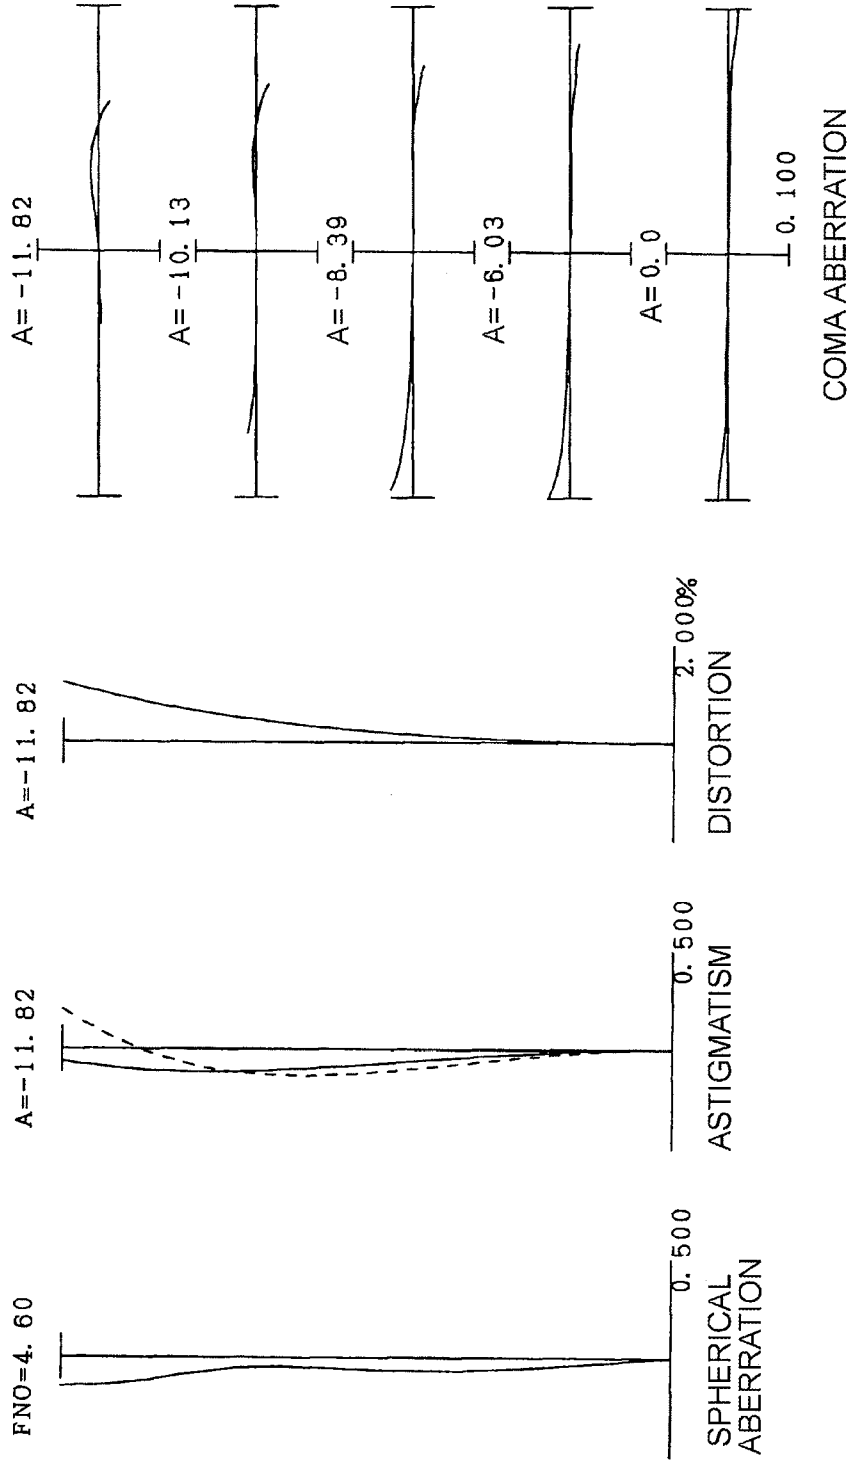 FNO=4. 60
0. 500
SPHERICAL
ABERRATION
A=-11. 82
0. 500
ASTIGMATISM
A=-11. 82
2. 000%
DISTORTION
A=-11. 82
A=-10. 13
A=-8. 39
A=-6. 03
A=0. 0
0. 100
COMA ABERRATION